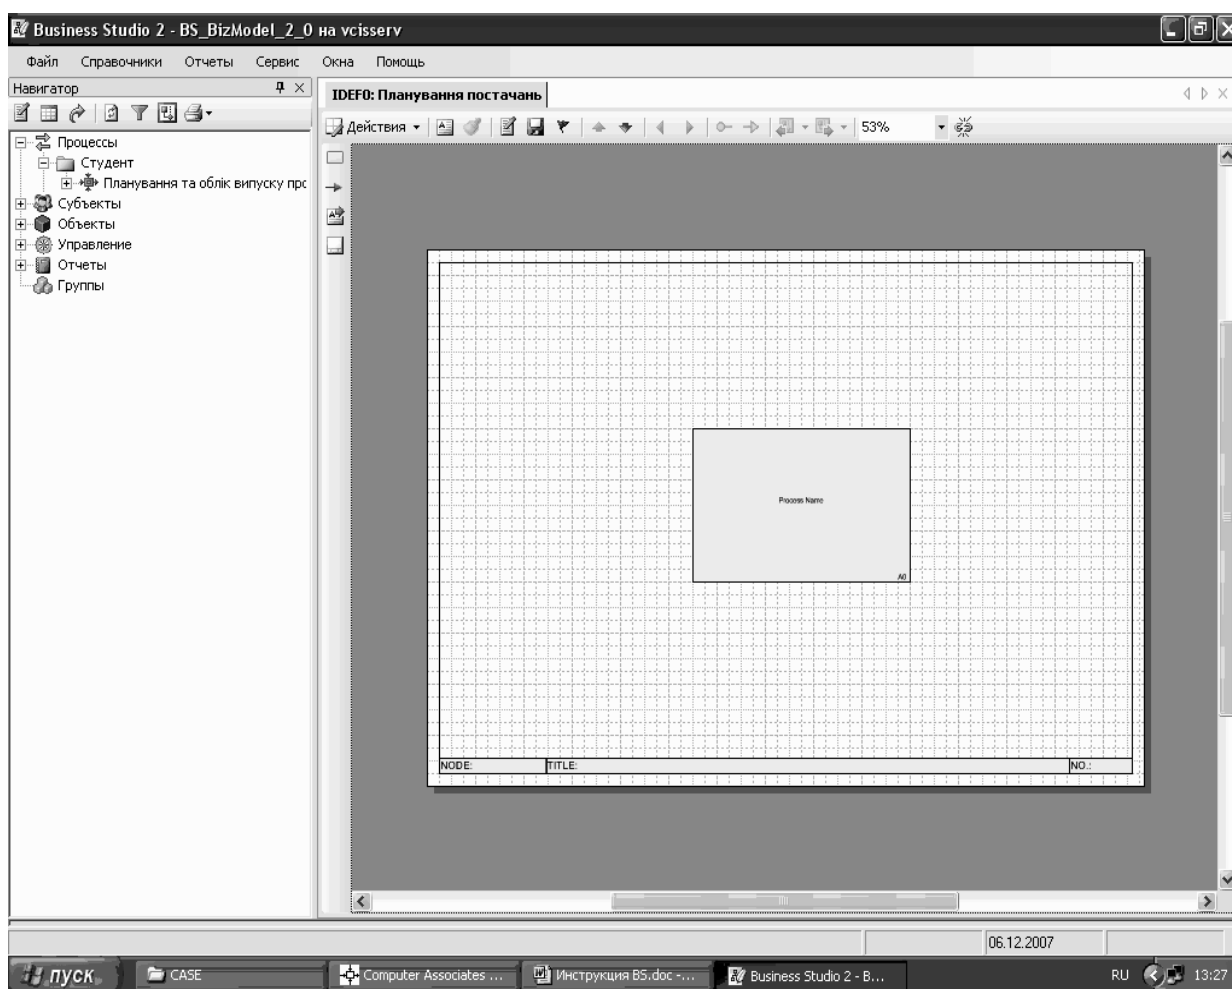 Business Studio 2 - BS_BizModel_2_0 на vcisserv
Файл Справочники Отчеты Сервис Окна Помощь
Навигатор
IDEF0: Планування постачань
Действия
53%
Процессы
Студент
Планування та облік випуску прс
Субъекты
Объекты
Управление
Отчеты
Группы
Process Name
A0
NODE: TITLE: NO.:
06.12.2007
пуск CASE Computer Associates ... Инструкция BS.doc -... Business Studio 2 - В... RU 13:27